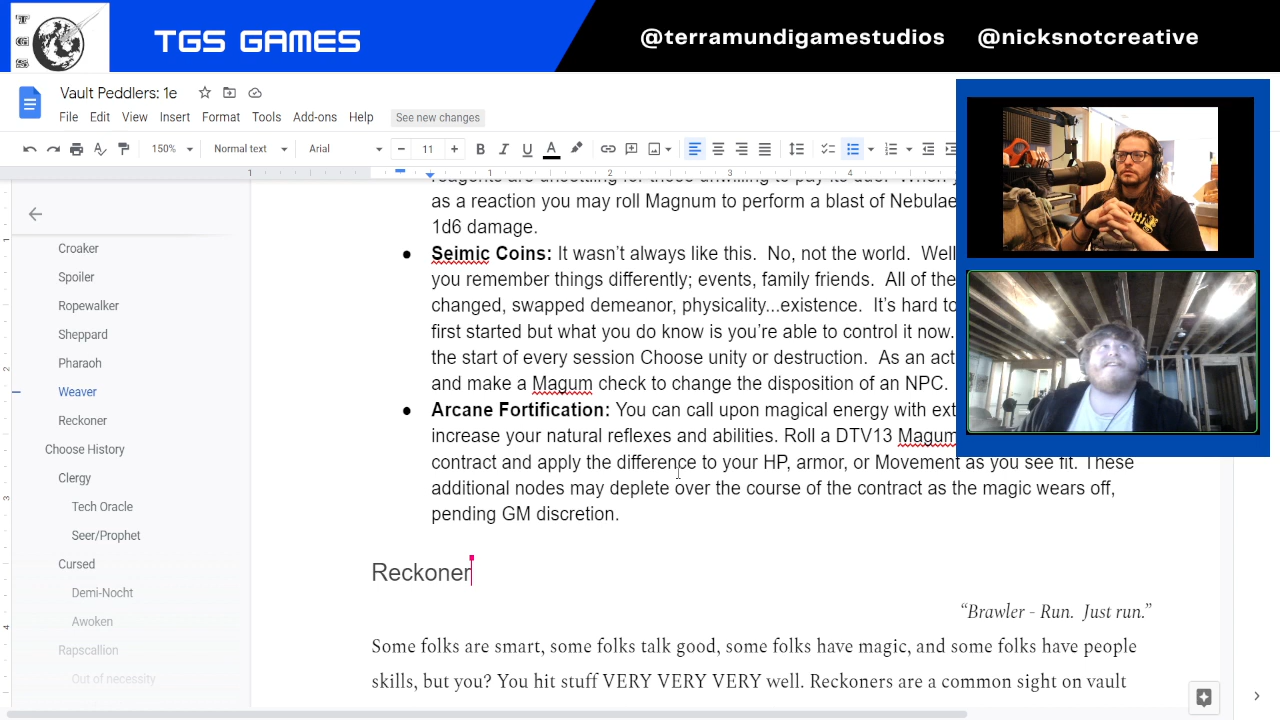 T
GS
S
TGS GAMES
@terramundigamestudios @nicksnotcreative
Vault Peddlers: 1e
File Edit View Insert Format Tools Add-ons Help See new changes
150% Normal text Arial 11
1 1 2 3 4
Croaker
Spoiler
Ropewalker
Sheppard
Pharaoh
Weaver
Reckoner
Choose History
Clergy
Tech Oracle
Seer/Prophet
Cursed
Demi-Nocht
Awoken
Rapscallion
Out of necessity
as a reaction you may roll Magnum to perform a blast of Nebulae
1d6 damage.
● Seimic Coins: It wasn’t always like this. No, not the world. Well
you remember things differently; events, family friends. All of the
changed, swapped demeanor, physicality...existence. It’s hard to
first started but what you do know is you’re able to control it now.
the start of every session Choose unity or destruction. As an act
and make a Magum check to change the disposition of an NPC.
● Arcane Fortification: You can call upon magical energy with ext
increase your natural reflexes and abilities. Roll a DTV13 Magum
contract and apply the difference to your HP, armor, or Movement as you see fit. These
additional nodes may deplete over the course of the contract as the magic wears off,
pending GM discretion.
Reckoner
“Brawler - Run. Just run.”
Some folks are smart, some folks talk good, some folks have magic, and some folks have people
skills, but you? You hit stuff VERY VERY VERY well. Reckoners are a common sight on vault